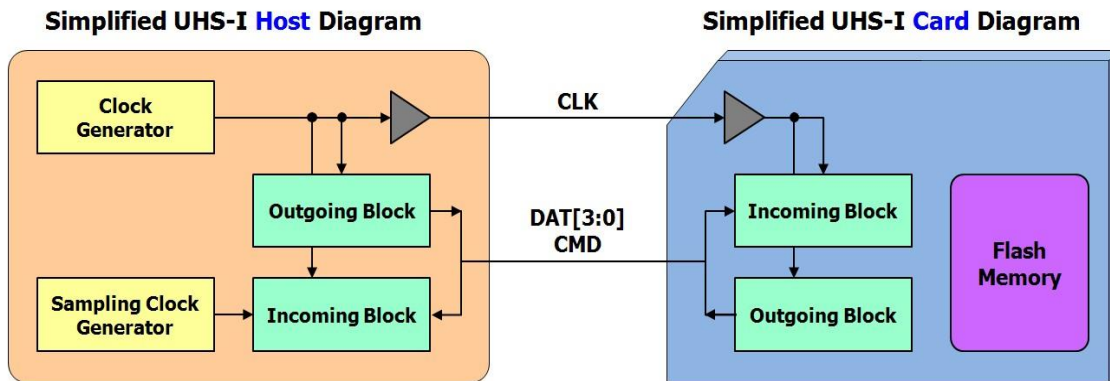 Simplified UHS-I Host Diagram
Simplified UHS-I Card Diagram
Clock
Generator
CLK
Outgoing Block
Incoming Block
DAT[3:0]
CMD
Flash
Memory
Sampling Clock
Generator
Incoming Block
Outgoing Block